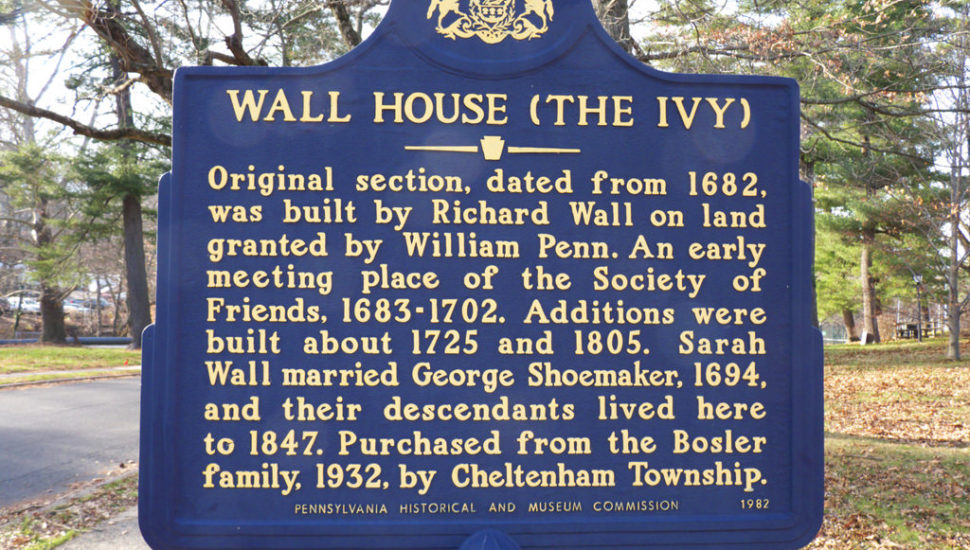 WALL HOUSE (THE IVY)
Original section, dated from 1682,
was built by Richard Wall on land
granted by William Penn. An early
meeting place of the Society of
Friends, 1683-1702. Additions were
built about 1725 and 1805. Sarah
Wall married George Shoemaker, 1694,
and their descendants lived here
to 1847. Purchased from the Bosler
family, 1932, by Cheltenham Township.
PENNSYLVANIA HISTORICAL AND MUSEUM COMMISSION 1982